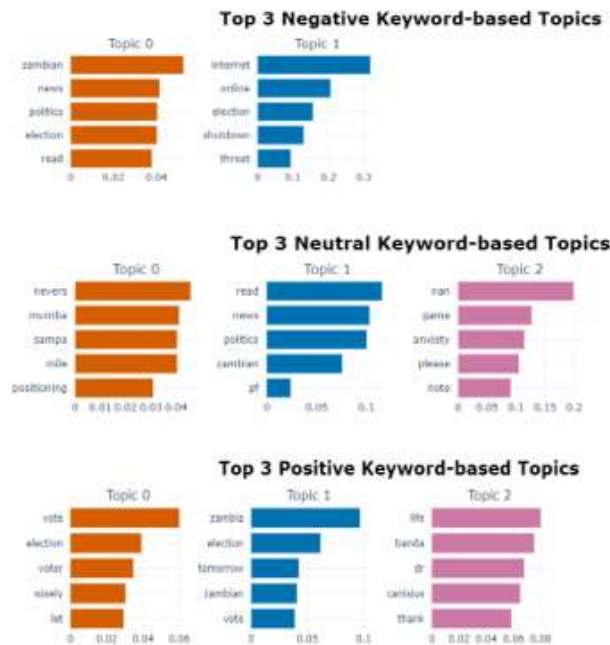 Top 3 Negative Keyword-based Topics
Topic 0 Topic 1
zambian internet
news online
politics election
election shutdown
read threat
0 0.02 0.04 0 0.1 0.2 0.3
Top 3 Neutral Keyword-based Topics
Topic 0 Topic 1 Topic 2
nevers read nan
mumba news game
sampa politics anxiety
mile zambian please
positioning pf note
0 0.01 0.02 0.03 0.04 0 0.05 0.1 0 0.05 0.1 0.15 0.2
Top 3 Positive Keyword-based Topics
Topic 0 Topic 1 Topic 2
vote zambia life
election election banda
voter tomorrow dr
wisely zambian canisius
let vote thank
0 0.02 0.04 0.06 0 0.05 0.1 0 0.02 0.04 0.06 0.08